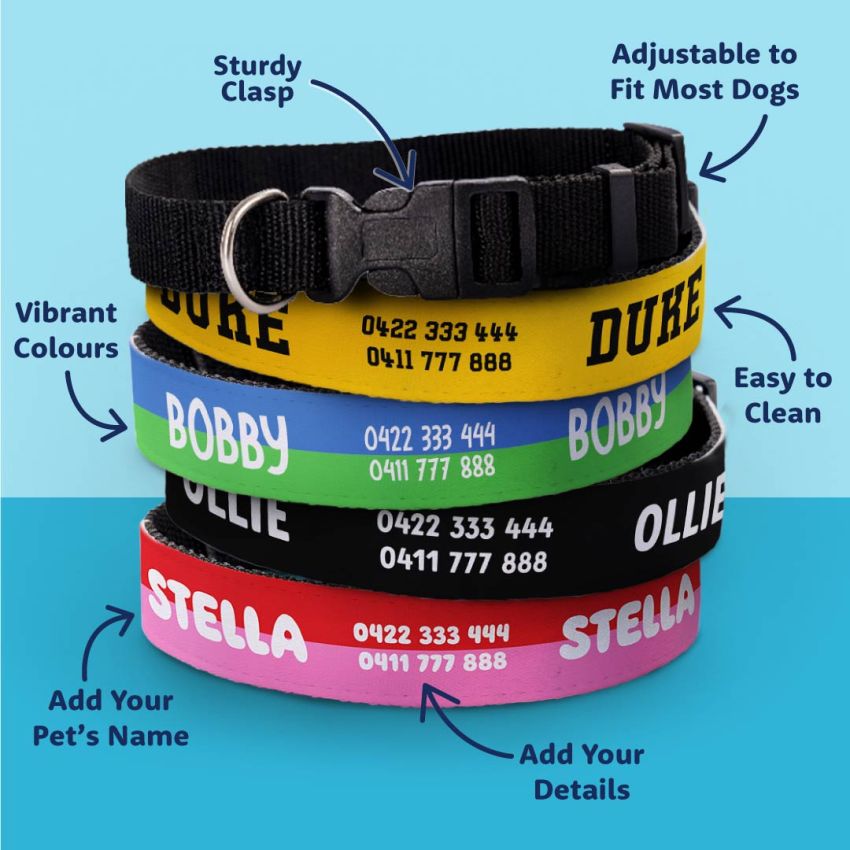 Sturdy
Clasp
Adjustable to
Fit Most Dogs
Vibrant
Colours
DUKE
0422 333 444
0411 777 888
DUKE
Easy to
Clean
BOBBY
0422 333 444
0411 777 888
BOBBY
OLLIE
0422 333 444
0411 777 888
OLLIE
STELLA
0422 333 444
0411 777 888
STELLA
Add Your
Pet's Name
Add Your
Details